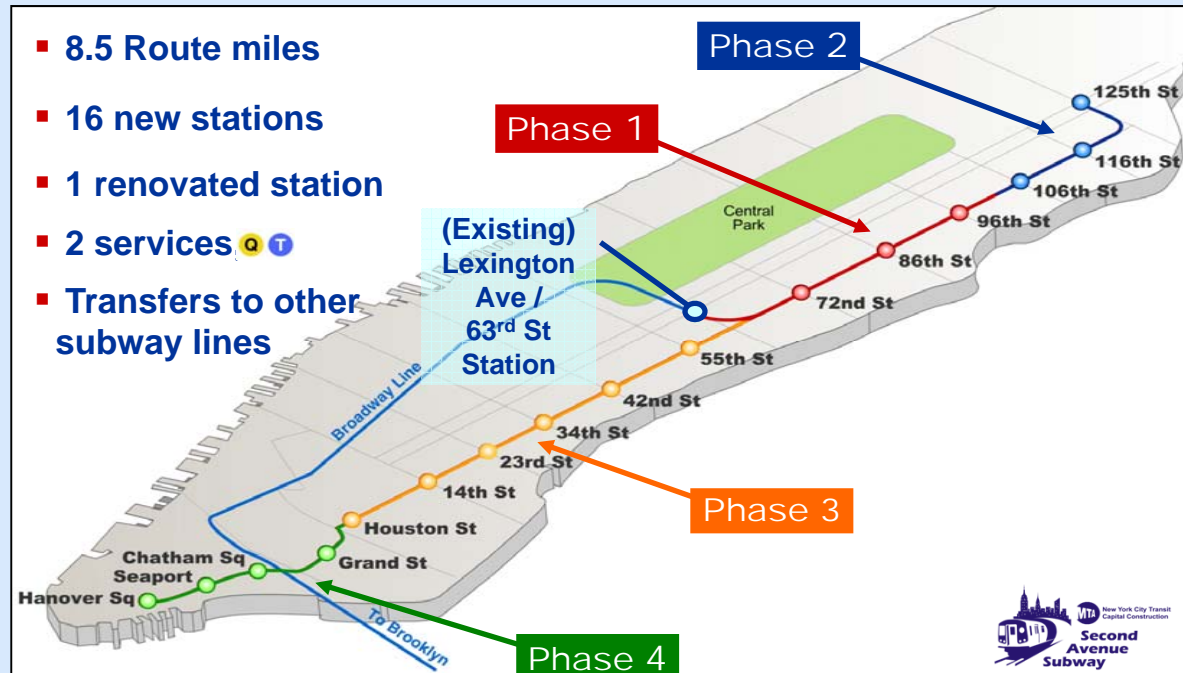 8.5 Route miles
16 new stations
1 renovated station
2 services Q T
Transfers to other
subway lines
Phase 2
Phase 1
(Existing)
Lexington
Ave /
63rd St
Station
Central
Park
125th St
116th St
106th St
96th St
86th St
72nd St
55th St
42nd St
34th St
23rd St
14th St
Houston St
Grand St
Chatham Sq
Seaport
Hanover Sq
Broadway Line
To Brooklyn
Phase 3
Phase 4
MTA New York City Transit
Capital Construction
Second
Avenue
Subway